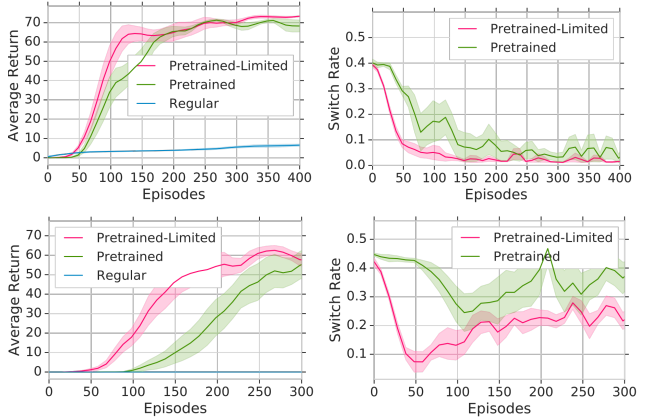 Average Return
70
60
50
40
30
20
10
0
0 50 100 150 200 250 300 350 400
Episodes
Pretrained-Limited
Pretrained
Regular
Switch Rate
0.5
0.4
0.3
0.2
0.1
0.0
0 50 100 150 200 250 300 350 400
Episodes
Pretrained-Limited
Pretrained
Average Return
70
60
50
40
30
20
10
0
0 50 100 150 200 250 300
Episodes
Pretrained-Limited
Pretrained
Regular
Switch Rate
0.5
0.4
0.3
0.2
0.1
0 50 100 150 200 250 300
Episodes
Pretrained-Limited
Pretrained